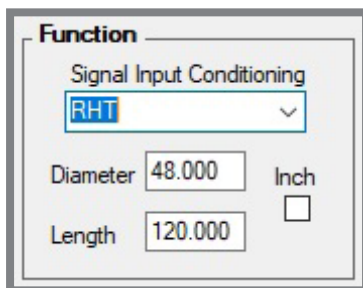 Function
Signal Input Conditioning
RHT
Diameter 48.000 Inch
Length 120.000